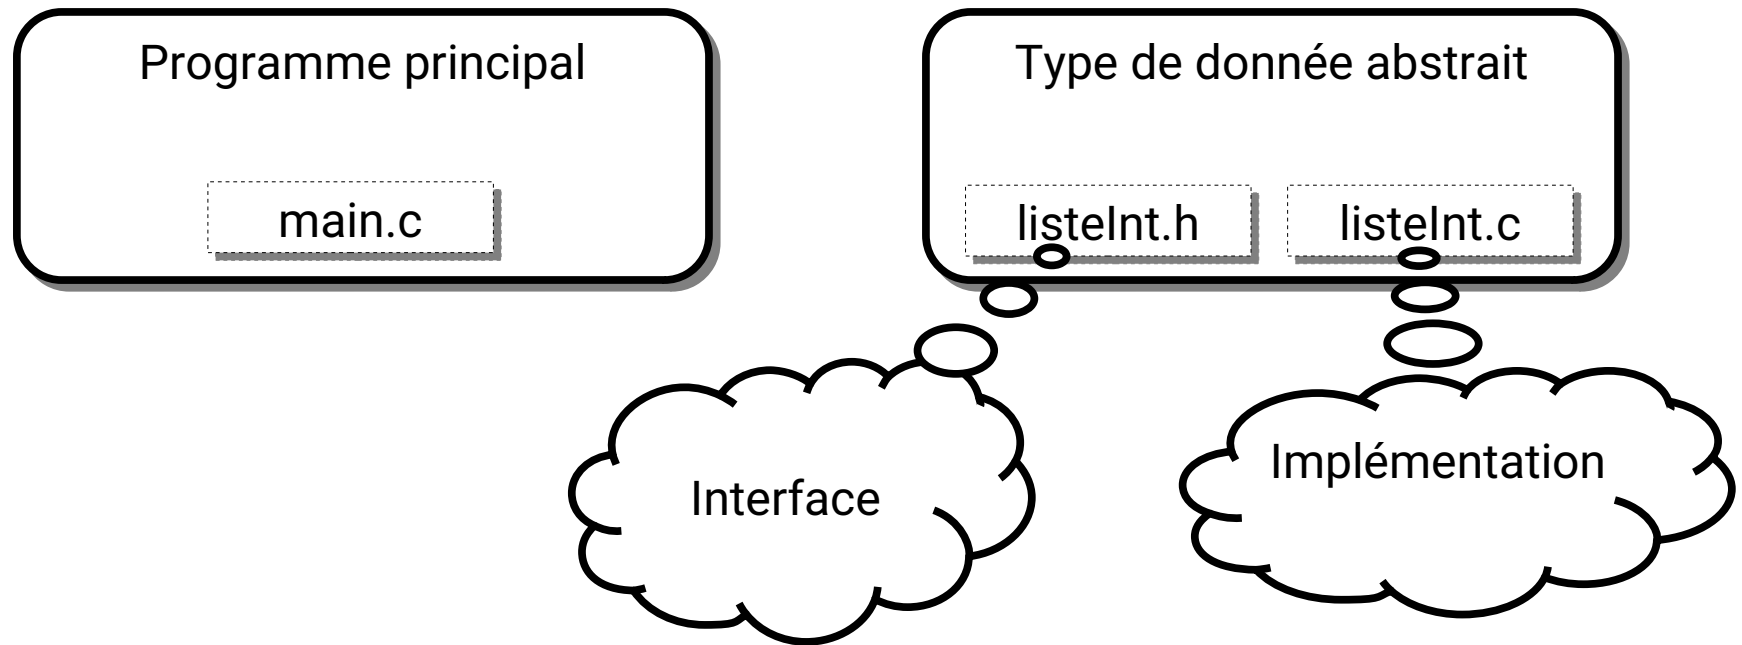 Programme principal
main.c
Type de donnée abstrait
listeInt.h
listeInt.c
Interface
Implémentation